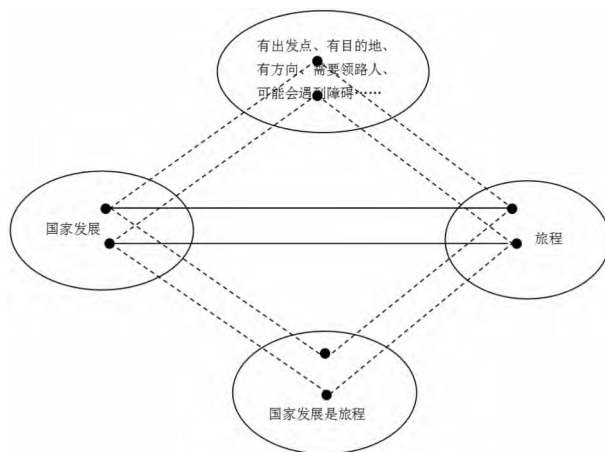 有出发点、有目的地、
有方向、需要领路人、
可能会遇到障碍……
国家发展
旅程
国家发展是旅程